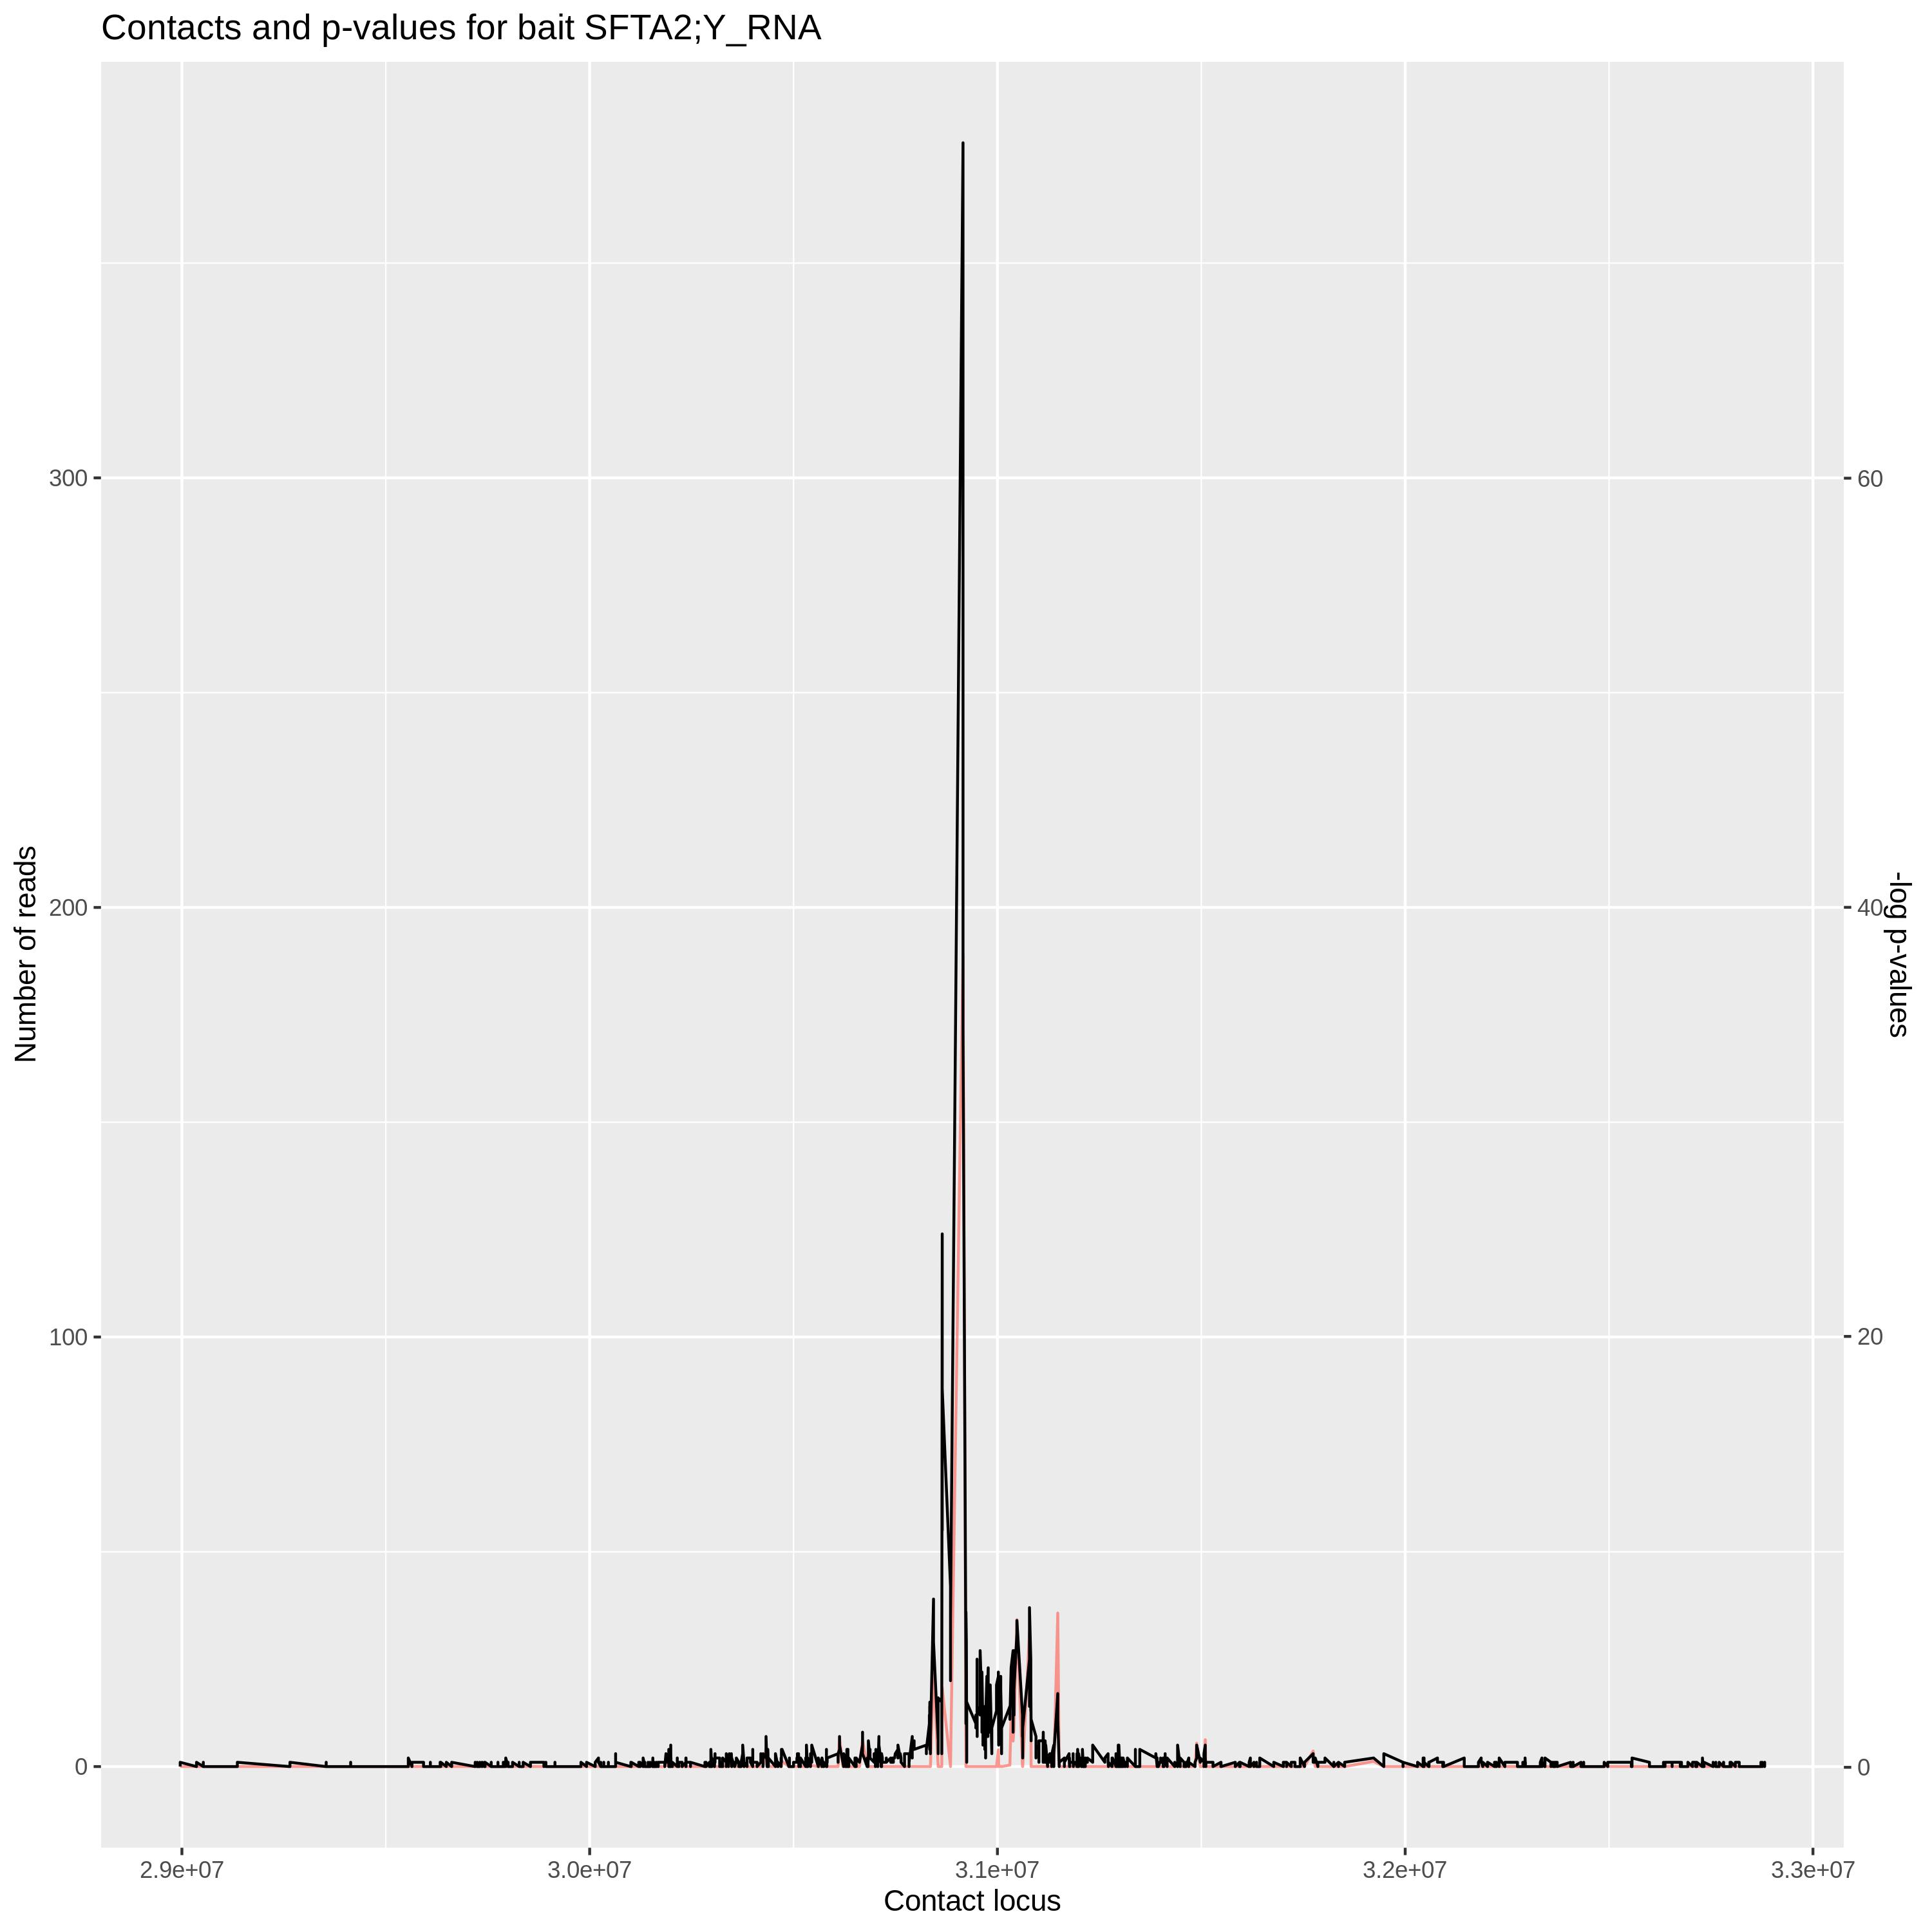 Contacts and p-values for bait SFTA2;Y_RNA
Number of reads
300
200
100
0
60
40
20
0
-log p-values
2.9e+07 3.0e+07 3.1e+07 3.2e+07 3.3e+07
Contact locus